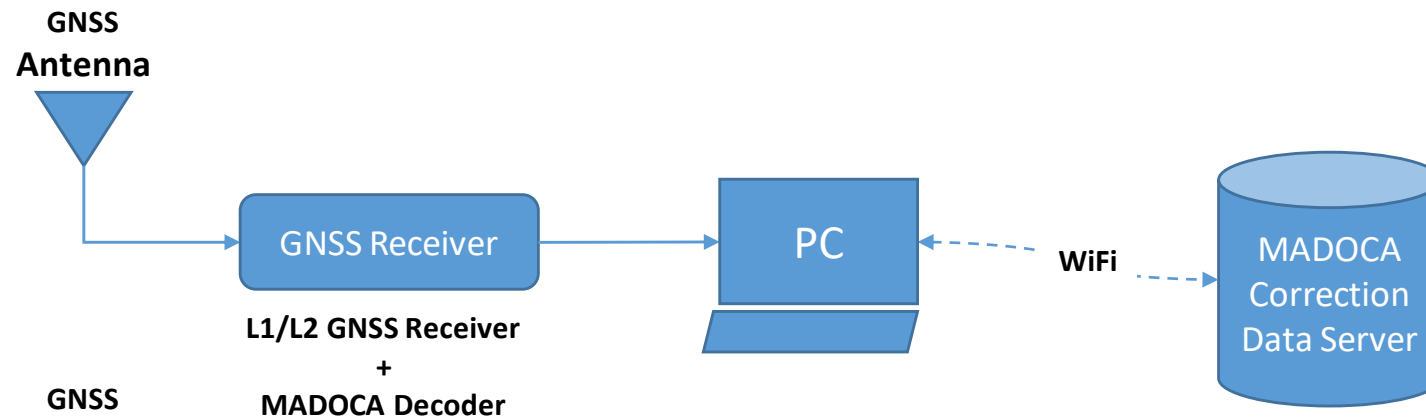 GNSS
Antenna
GNSS Receiver
L1/L2 GNSS Receiver
+
MADOCA Decoder
PC
WiFi
MADOCA
Correction
Data Server
GNSS